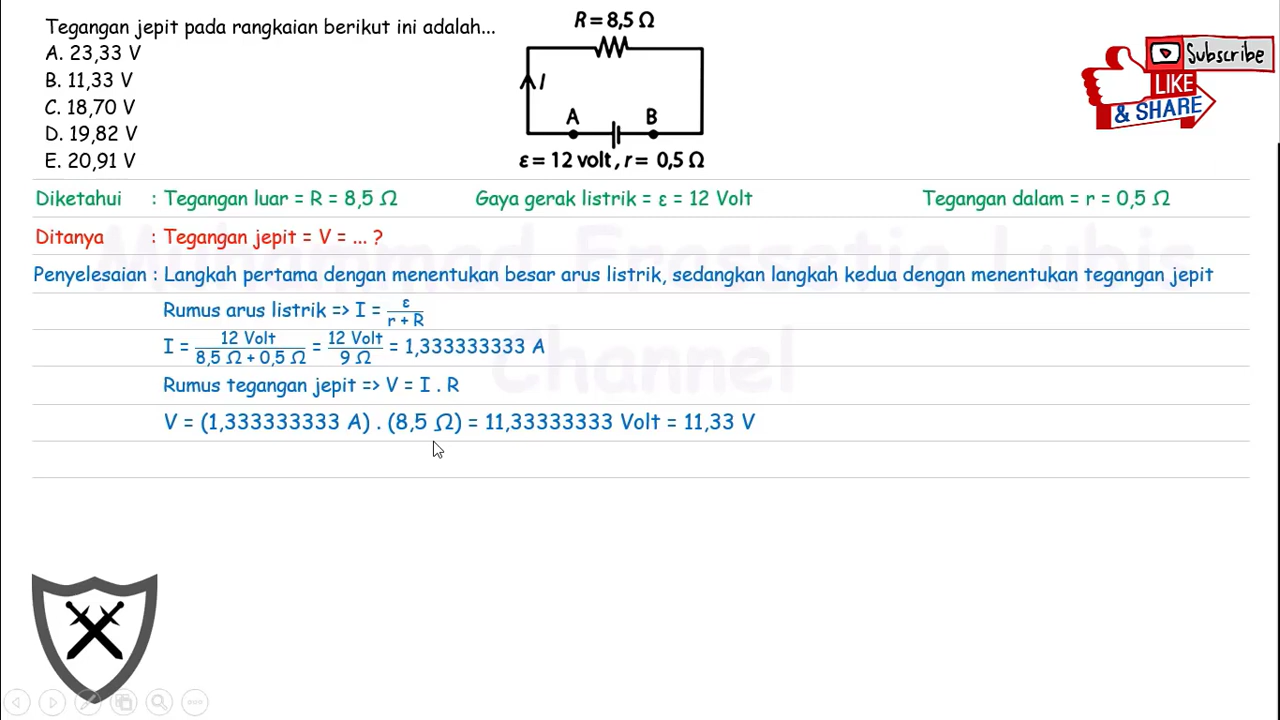 Tegangan jepit pada rangkaian berikut ini adalah...
A. 23,33 V
B. 11,33 V
C. 18,70 V
D. 19,82 V
E. 20,91 V
R = 8,5 Ω
I
A
B
ε = 12 volt, r = 0,5 Ω
Subscribe
LIKE
& SHARE
Diketahui : Tegangan luar = R = 8,5 Ω Gaya gerak listrik = ε = 12 Volt Tegangan dalam = r = 0,5 Ω
Ditanya : Tegangan jepit = V = ... ?
Penyelesaian : Langkah pertama dengan menentukan besar arus listrik, sedangkan langkah kedua dengan menentukan tegangan jepit
Rumus arus listrik => I = ε / r + R
I = 12 Volt / 8,5 Ω + 0,5 Ω = 12 Volt / 9 Ω = 1,333333333 A
Rumus tegangan jepit => V = I . R
V = (1,333333333 A) . (8,5 Ω) = 11,33333333 Volt = 11,33 V
Muhammad Frassetia Lubis
Channel